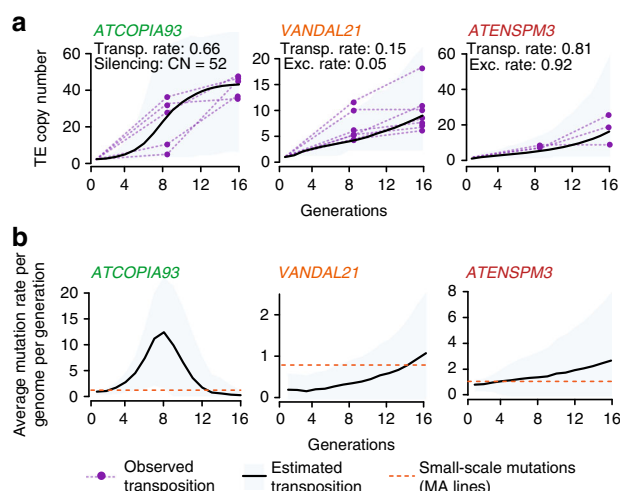 a
ATCOPIA93 VANDAL21 ATENSPM3
Transp. rate: 0.66 Transp. rate: 0.15 Transp. rate: 0.81
Silencing: CN = 52 Exc. rate: 0.05 Exc. rate: 0.92
TE copy number
60 40 20 0
20 15 10 5 0
60 40 20 0
0 4 8 12 16 0 4 8 12 16 0 4 8 12 16
Generations
b
ATCOPIA93 VANDAL21 ATENSPM3
Average mutation rate per
genome per generation
20 15 10 5 0
2 1 0
8 6 4 2 0
0 4 8 12 16 0 4 8 12 16 0 4 8 12 16
Generations
Observed Estimated Small-scale mutations
transposition transposition (MA lines)